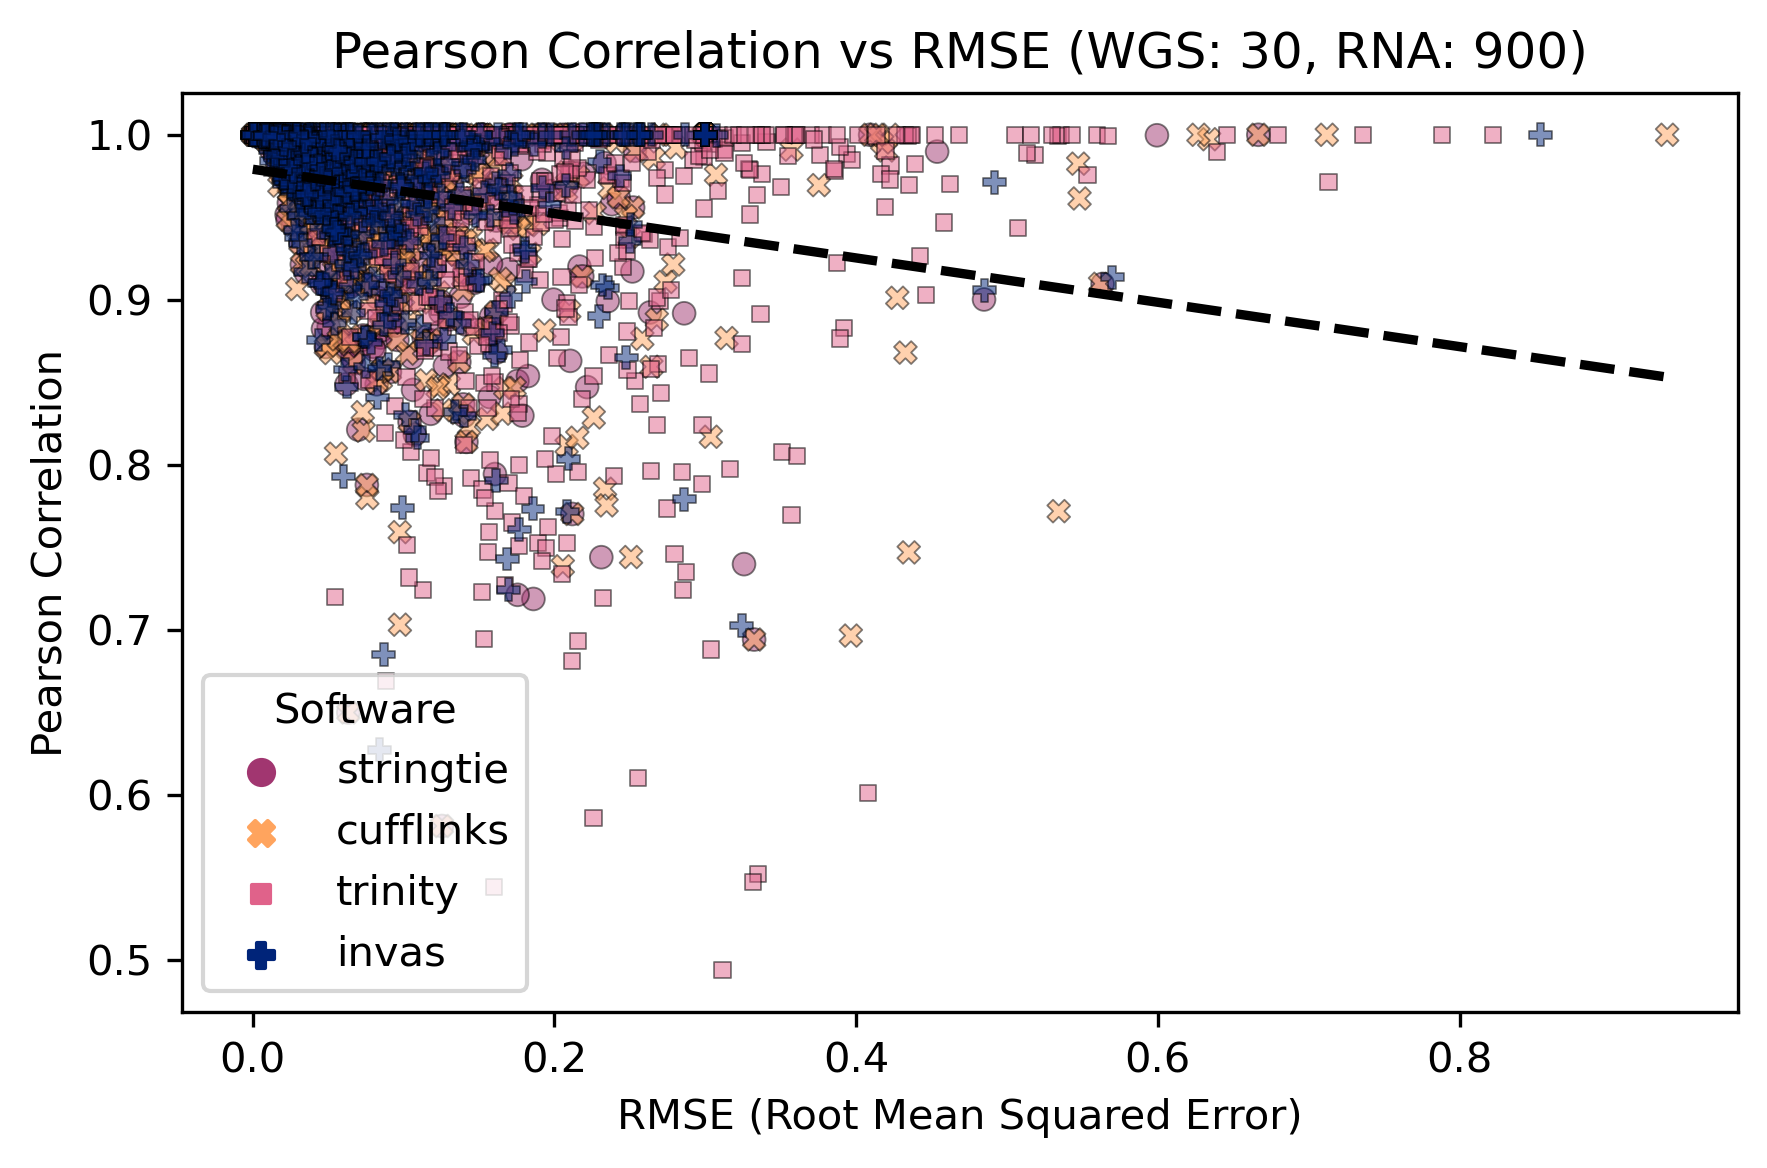 Pearson Correlation vs RMSE (WGS: 30, RNA: 900)
Pearson Correlation
1.0
0.9
0.8
0.7
0.6
0.5
Software
stringtie
cufflinks
trinity
invas
0.0 0.2 0.4 0.6 0.8
RMSE (Root Mean Squared Error)